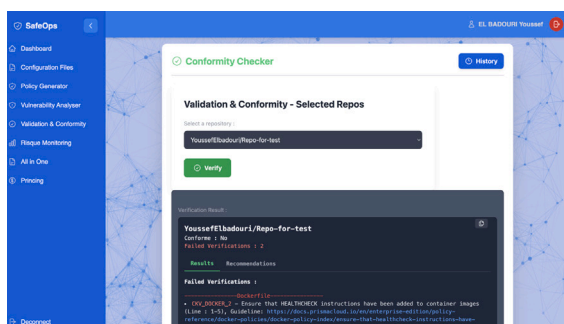 SafeOps
EL BADOURI Youssef
Dashboard
Configuration Files
Policy Generator
Vulnerability Analyser
Validation & Conformity
Risque Monitoring
All in One
Princing
Deconnect
Conformity Checker
History
Validation & Conformity - Selected Repos
Select a repository :
YoussefElbadouri/Repo-for-test
Verify
Verification Result :
YoussefElbadouri/Repo-for-test
Conforme : No
Failed Verifications : 2
Results Recommendations
Failed Verifications :
Dockerfile
• CKV_DOCKER_2 – Ensure that HEALTHCHECK instructions have been added to container images
(Line : 1–5), Guideline: https://docs.prismacloud.io/en/enterprise-edition/policy-
reference/docker-policies/docker-policy-index/ensure-that-healthcheck-instructions-have-